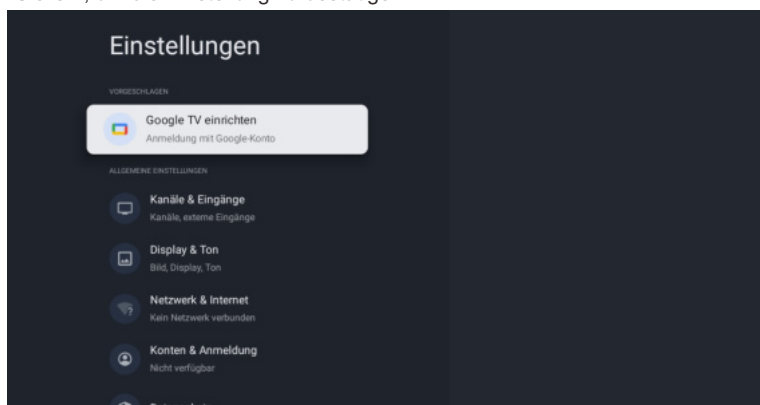 Einstellungen
VORGESCHLAGEN
Google TV einrichten
Anmeldung mit Google-Konto
ALLGEMEINE EINSTELLUNGEN
Kanäle & Eingänge
Kanäle, externe Eingänge
Display & Ton
Bild, Display, Ton
Netzwerk & Internet
Kein Netzwerk verbunden
Konten & Anmeldung
Nicht verfügbar